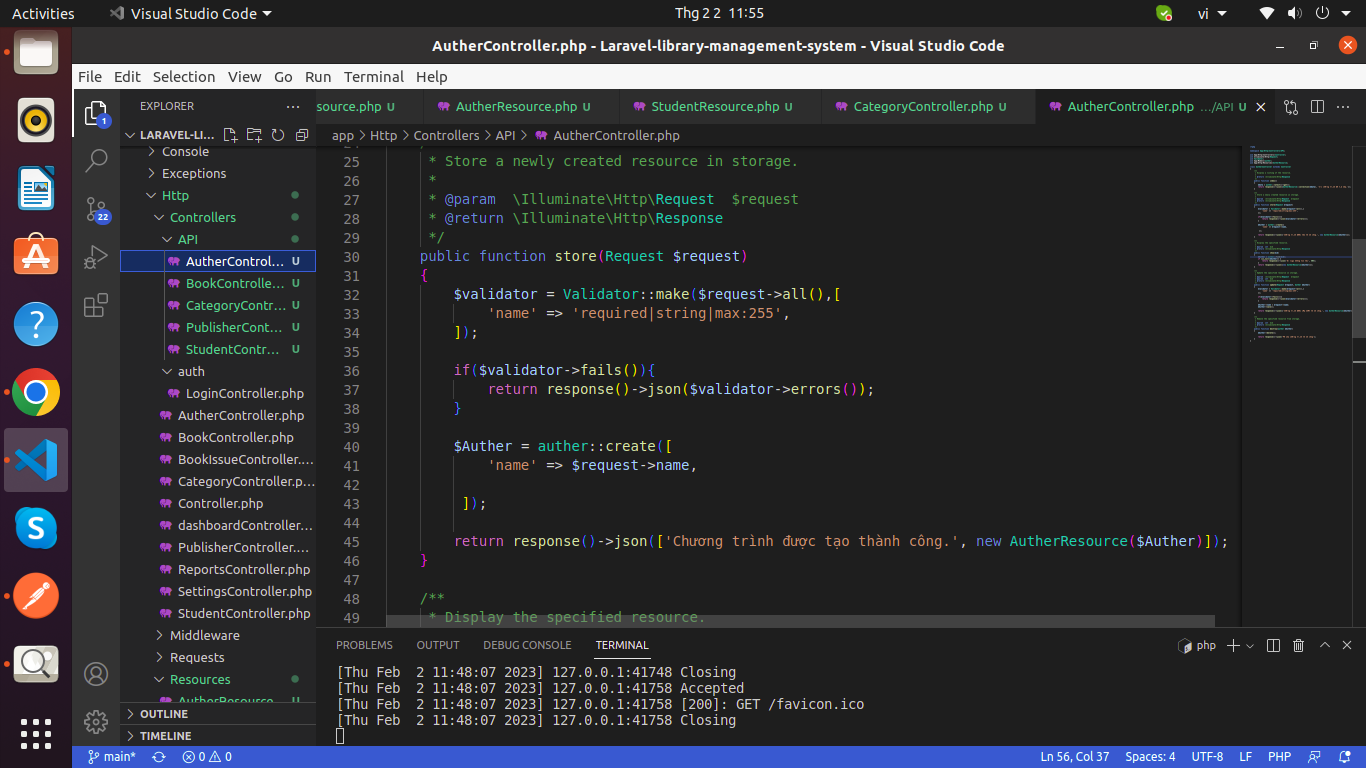 Activities
Visual Studio Code
Thg 2 2 11:55
vi
AutherController.php - Laravel-library-management-system - Visual Studio Code
File Edit Selection View Go Run Terminal Help
EXPLORER
source.php U
AutherResource.php U
StudentResource.php U
CategoryController.php U
AutherController.php .../API U
1
LARAVEL-LI...
app > Http > Controllers > API > AutherController.php
Console
Exceptions
Http
Controllers
API
AutherControl... U
BookControlle... U
CategoryContr... U
PublisherCont... U
StudentContr... U
auth
LoginController.php
AutherController.php
BookController.php
BookIssueController....
CategoryController.p...
Controller.php
dashboardController...
PublisherController....
ReportsController.php
SettingsController.php
StudentController.php
Middleware
Requests
Resources
AutherResource... U
OUTLINE
TIMELINE
22
25 * Store a newly created resource in storage.
26 *
27 * @param  \Illuminate\Http\Request  $request
28 * @return \Illuminate\Http\Response
29 */
30 public function store(Request $request)
31 {
32 $validator = Validator::make($request->all(),[
33 'name' => 'required|string|max:255',
34 ]);
35
36 if($validator->fails()){
37 return response()->json($validator->errors());
38 }
39
40 $Auther = auther::create([
41 'name' => $request->name,
42
43 ]);
44
45 return response()->json(['Chương trình được tạo thành công.', new AutherResource($Auther)]);
46 }
47
48 /**
49 * Display the specified resource.
PROBLEMS OUTPUT DEBUG CONSOLE TERMINAL
php
[Thu Feb  2 11:48:07 2023] 127.0.0.1:41748 Closing
[Thu Feb  2 11:48:07 2023] 127.0.0.1:41758 Accepted
[Thu Feb  2 11:48:07 2023] 127.0.0.1:41758 [200]: GET /favicon.ico
[Thu Feb  2 11:48:07 2023] 127.0.0.1:41758 Closing
main*
0 0
Ln 56, Col 37
Spaces: 4
UTF-8
LF
PHP